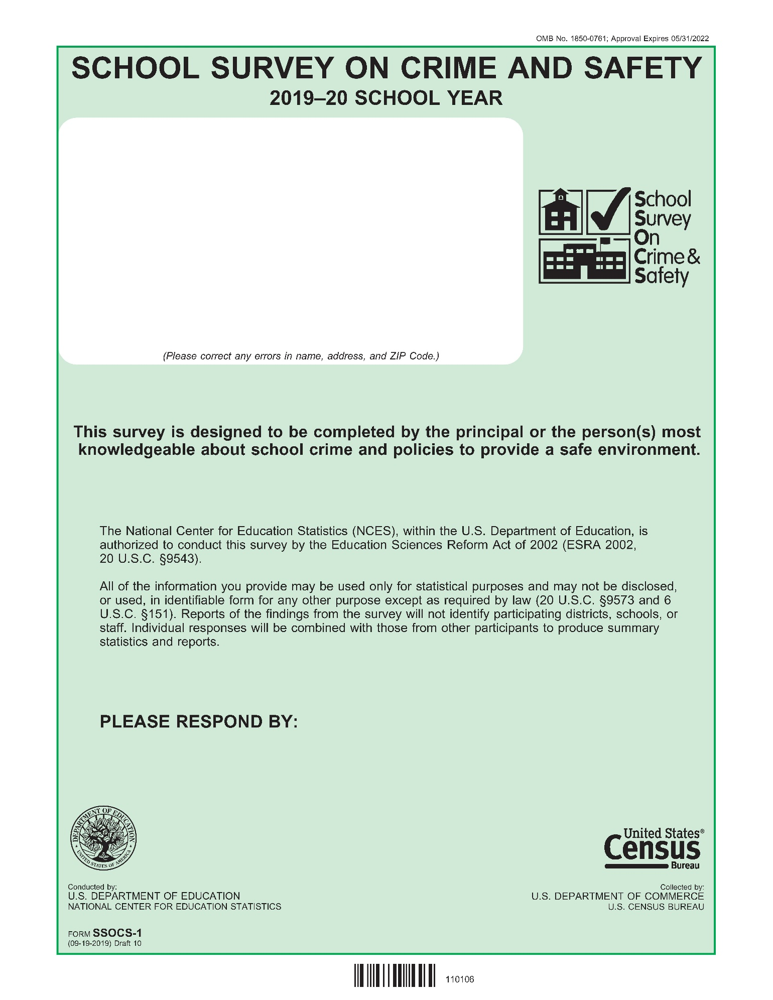 OMB No. 1850-0761; Approval Expires 05/31/2022
SCHOOL SURVEY ON CRIME AND SAFETY
2019–20 SCHOOL YEAR
School
Survey
On
Crime &
Safety
(Please correct any errors in name, address, and ZIP Code.)
This survey is designed to be completed by the principal or the person(s) most
knowledgeable about school crime and policies to provide a safe environment.
The National Center for Education Statistics (NCES), within the U.S. Department of Education, is
authorized to conduct this survey by the Education Sciences Reform Act of 2002 (ESRA 2002,
20 U.S.C. §9543).
All of the information you provide may be used only for statistical purposes and may not be disclosed,
or used, in identifiable form for any other purpose except as required by law (20 U.S.C. §9573 and 6
U.S.C. §151). Reports of the findings from the survey will not identify participating districts, schools, or
staff. Individual responses will be combined with those from other participants to produce summary
statistics and reports.
PLEASE RESPOND BY:
DEPARTMENT OF EDUCATION
UNITED STATES OF AMERICA
United States®
Census
Bureau
Conducted by:
U.S. DEPARTMENT OF EDUCATION
NATIONAL CENTER FOR EDUCATION STATISTICS
Collected by:
U.S. DEPARTMENT OF COMMERCE
U.S. CENSUS BUREAU
FORM SSOCS-1
(09-19-2019) Draft 10
110106